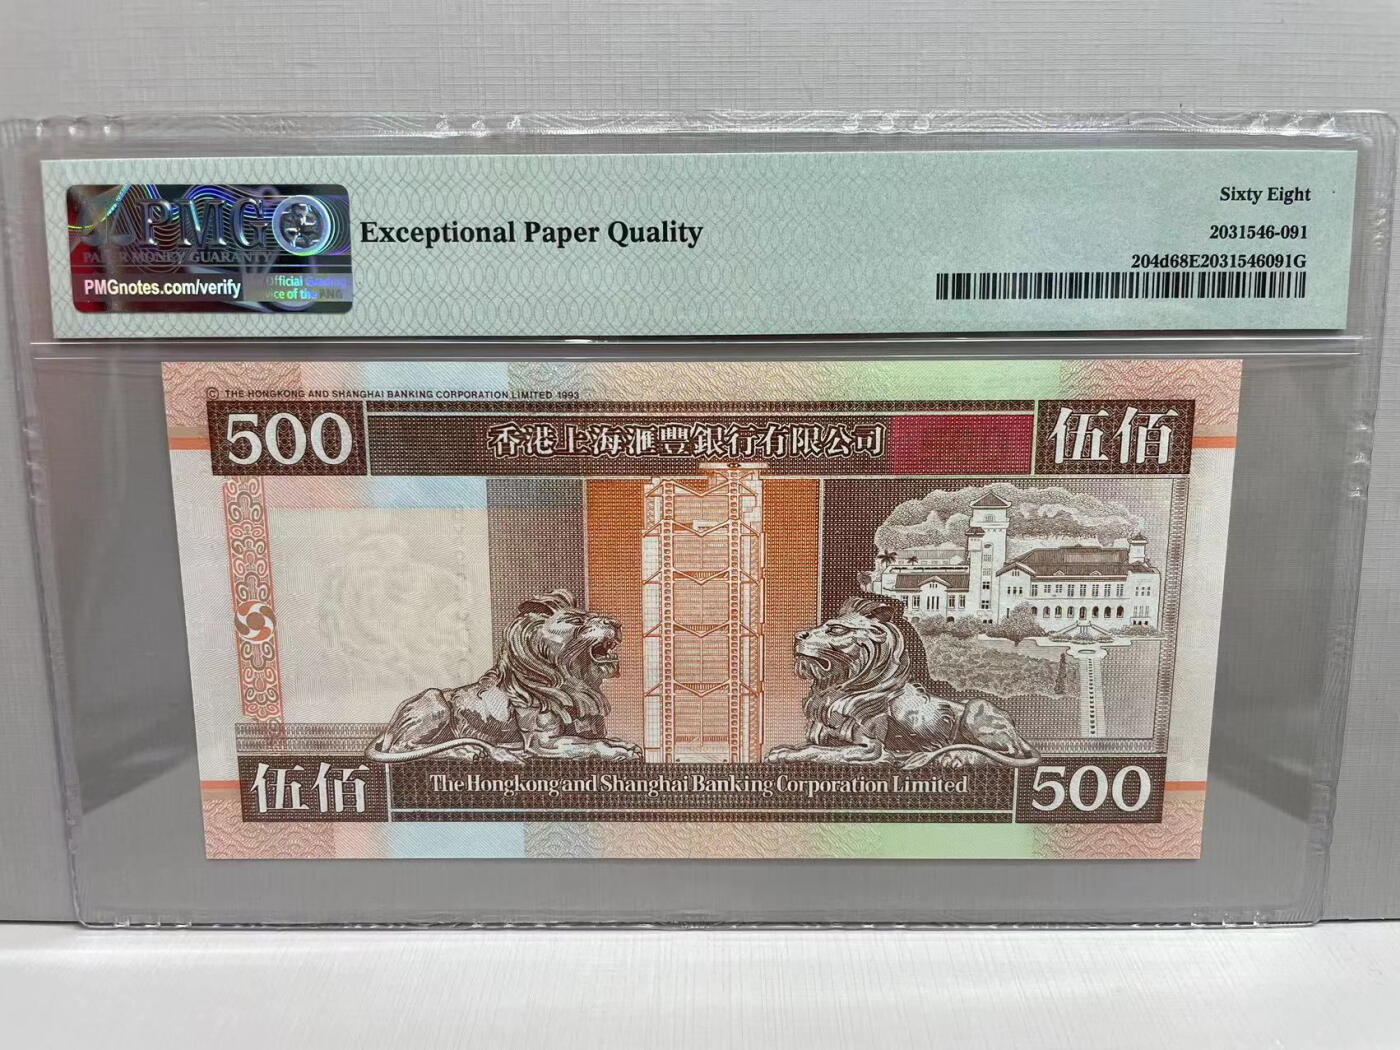 PMG
PAPER MONEY GUARANTY
PMGnotes.com/verify
Official Grading
Service of the PNG
Exceptional Paper Quality
Sixty Eight
2031546-091
204d68E2031546091G
© THE HONGKONG AND SHANGHAI BANKING CORPORATION LIMITED 1993
500
香港上海滙豐銀行有限公司
伍佰
伍佰
The Hongkong and Shanghai Banking Corporation Limited
500